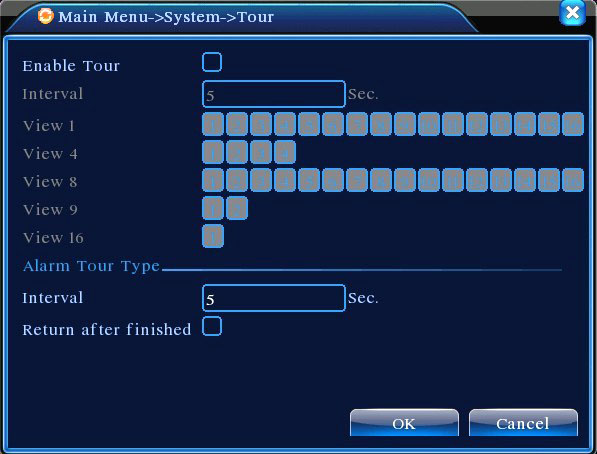 Main Menu->System->Tour
Enable Tour
Interval 5 Sec.
View 1
View 4
View 8
View 9
View 16
Alarm Tour Type
Interval 5 Sec.
Return after finished
OK Cancel